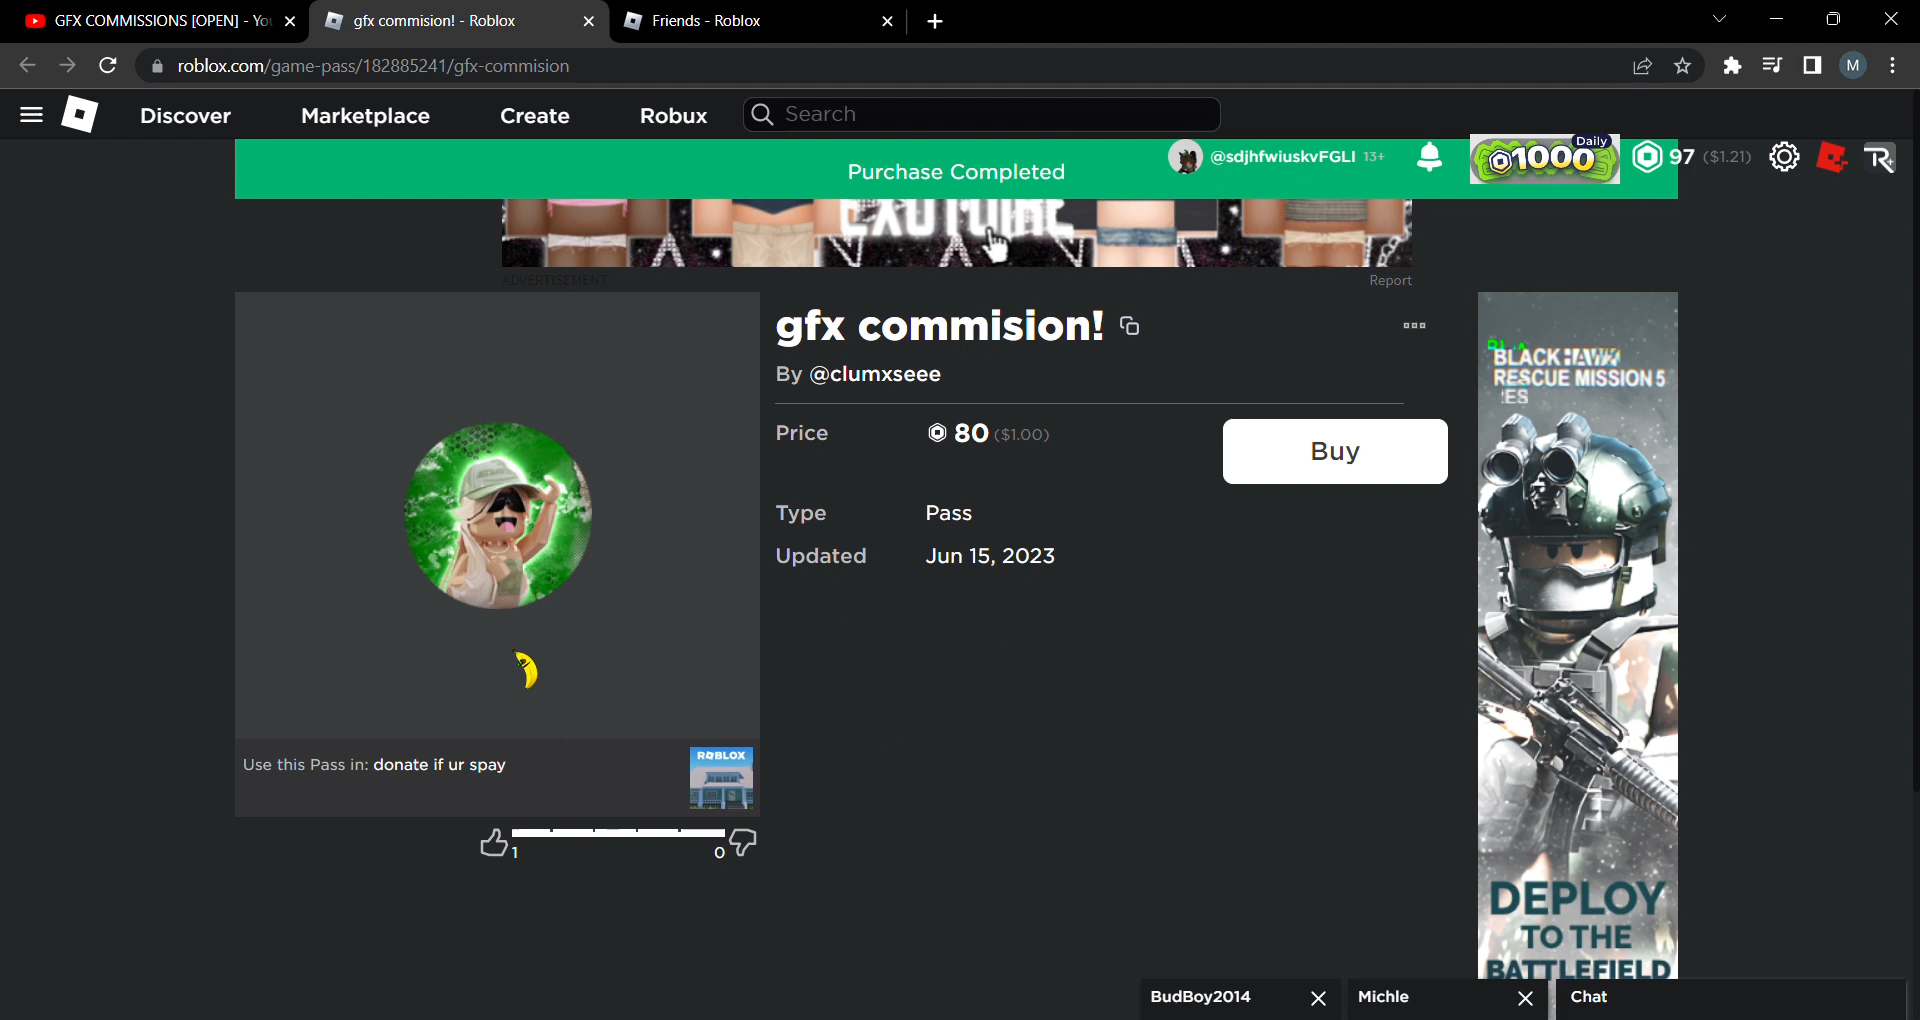 GFX COMMISSIONS [OPEN] - Yo
gfx commision! - Roblox
Friends - Roblox
roblox.com/game-pass/182885241/gfx-commision
M
Discover
Marketplace
Create
Robux
Search
Purchase Completed
@sdjhfwiuskvFGLI 13+
Daily
1000
97 ($1.21)
ADVERTISEMENT
Report
gfx commision!
By @clumxseee
Price
80 ($1.00)
Buy
Type
Pass
Updated
Jun 15, 2023
Use this Pass in: donate if ur spay
ROBLOX
1
0
BLACK HAWK
RESCUE MISSION 5
DEPLOY
TO THE
BATTLEFIELD
BudBoy2014
Michle
Chat